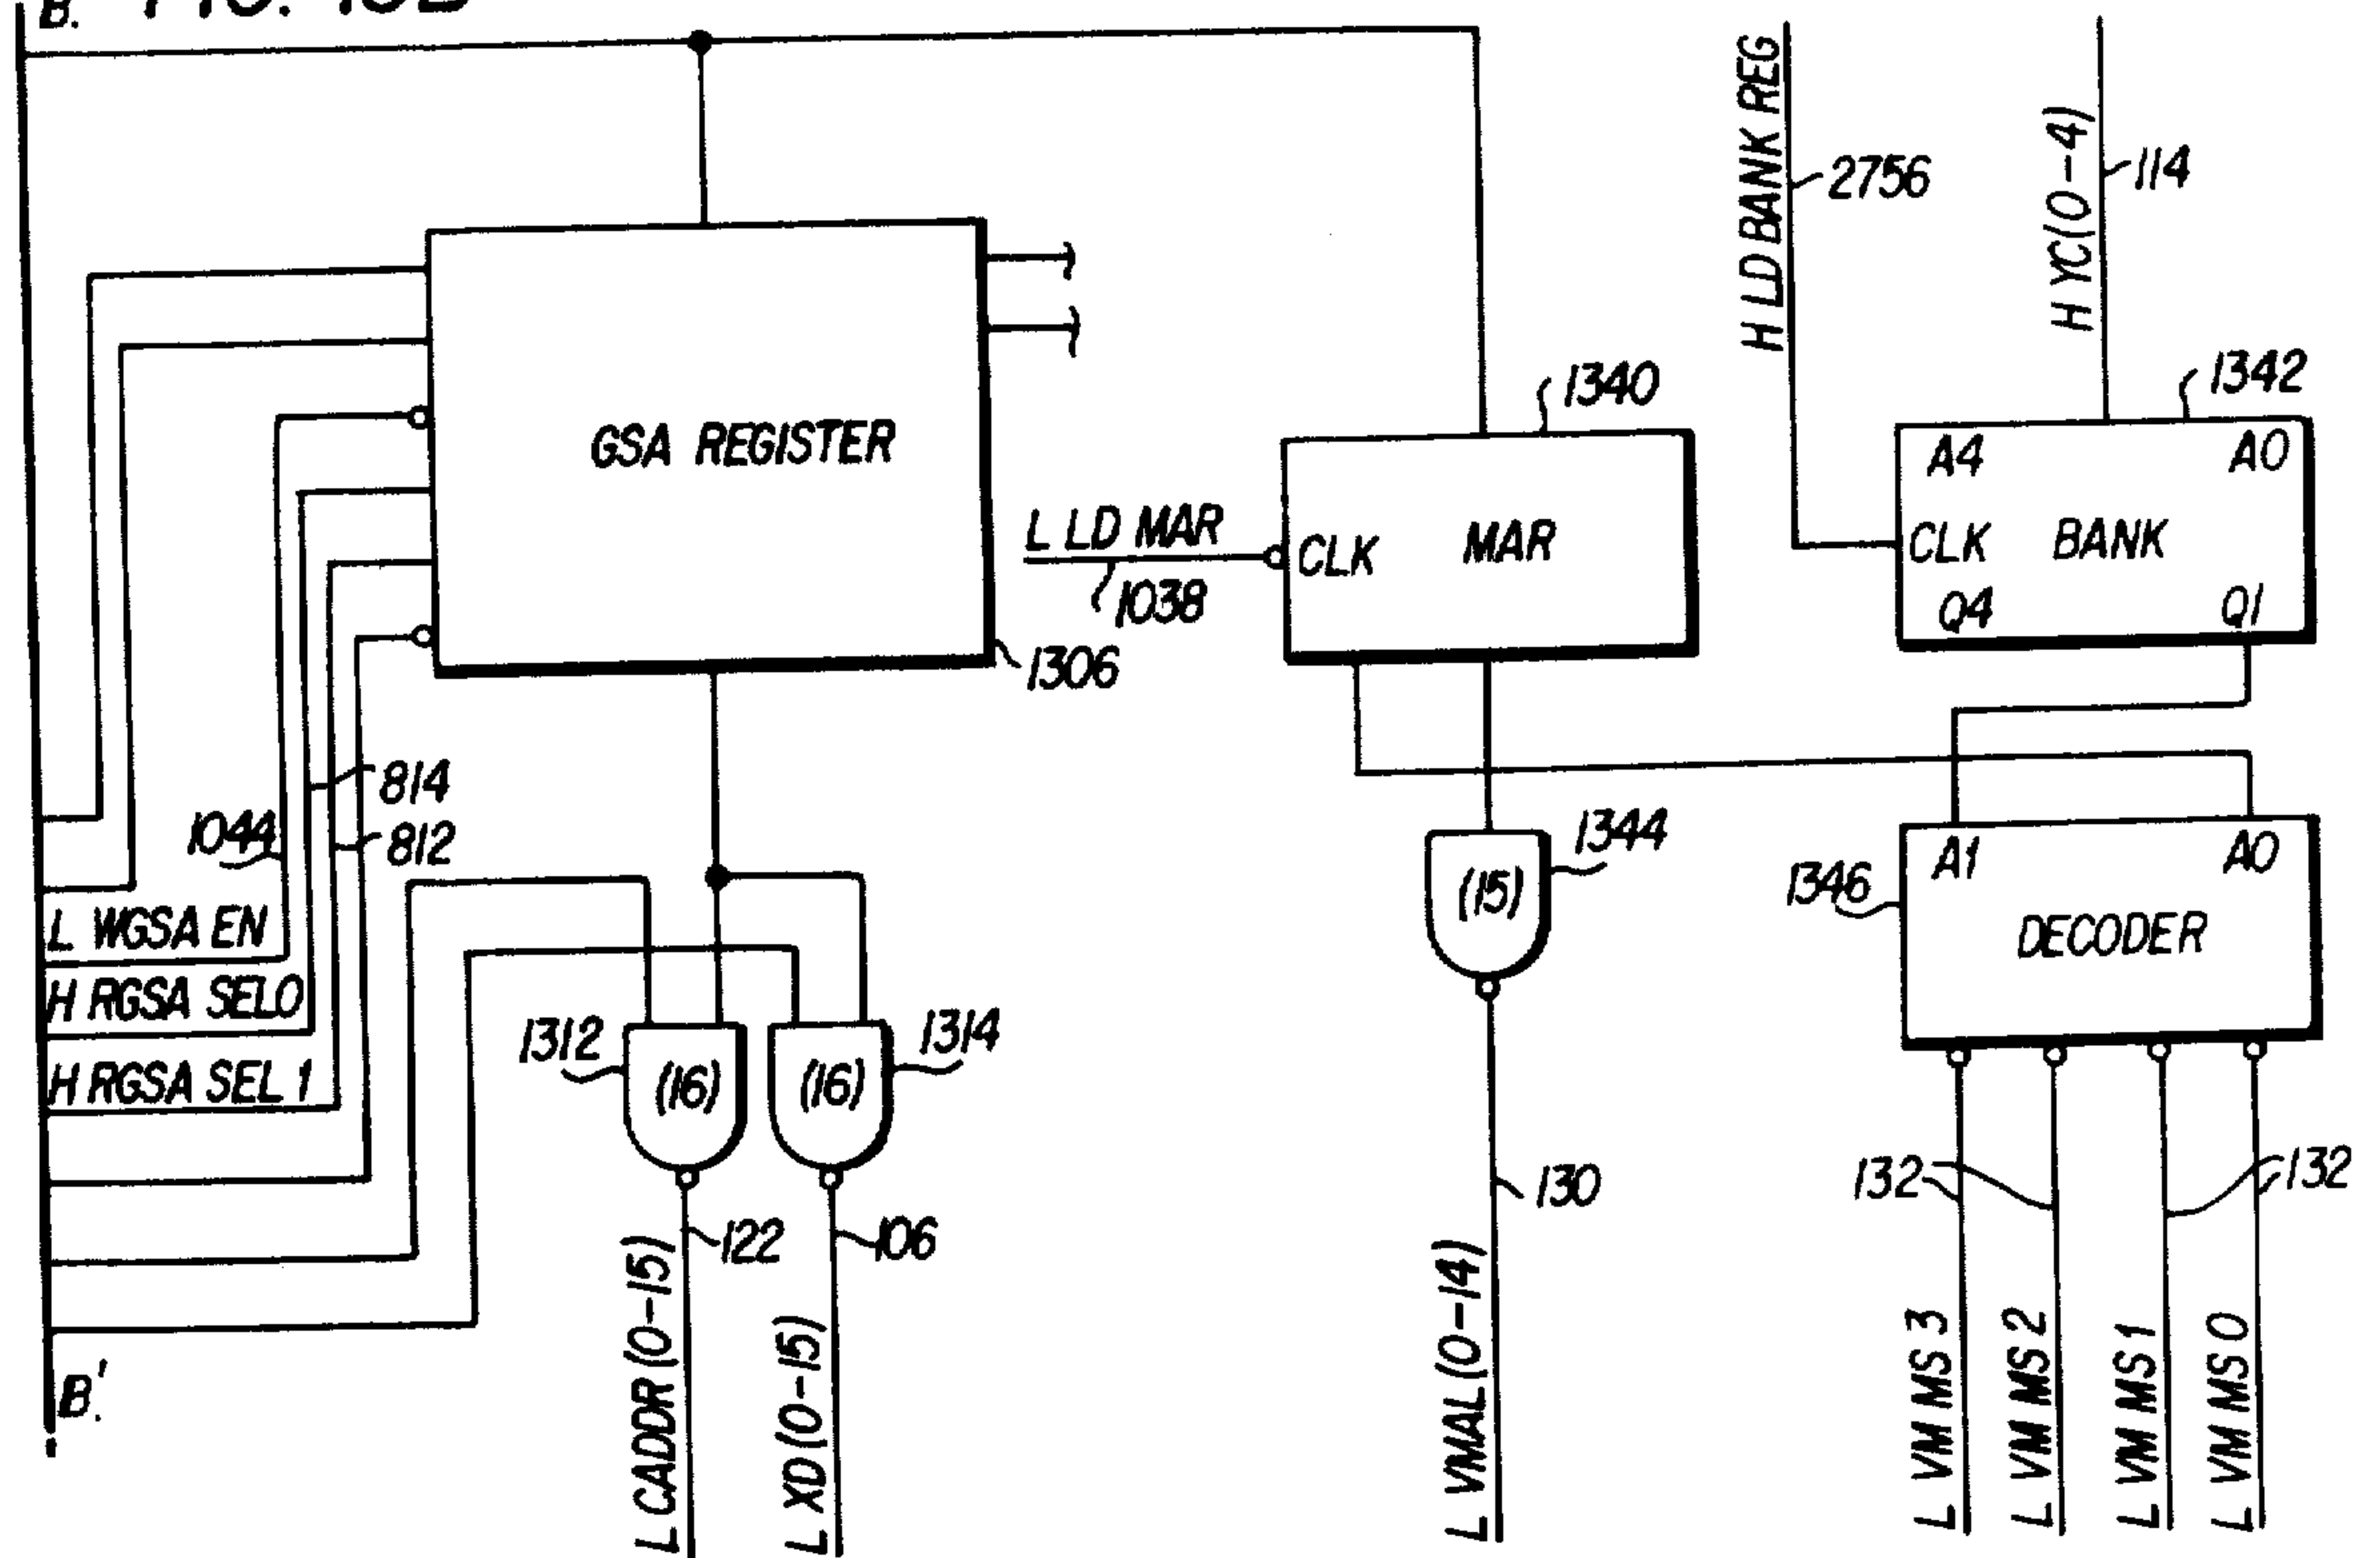 B.
H LD BANK REG
2756
H YC(0-4)
114
1342
A4
A0
CLK
BANK
Q4
Q1
1340
L LD MAR
1038
CLK
MAR
GSA REGISTER
1306
814
1044
812
L WGSA EN
H RGSA SEL0
H RGSA SEL 1
1312
(16)
1314
(16)
1344
(15)
1346
A1
A0
DECODER
122
106
130
132
132
L CADDR (0-15)
L XD (0-15)
L VMAL (0-14)
L VM MS 3
L VM MS 2
L VM MS 1
L VM MS 0
B.'